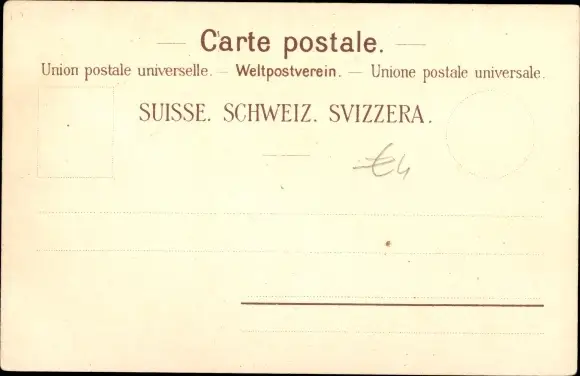 — Carte postale. —
Union postale universelle. — Weltpostverein. — Unione postale universale.
SUISSE. SCHWEIZ. SVIZZERA.
€4